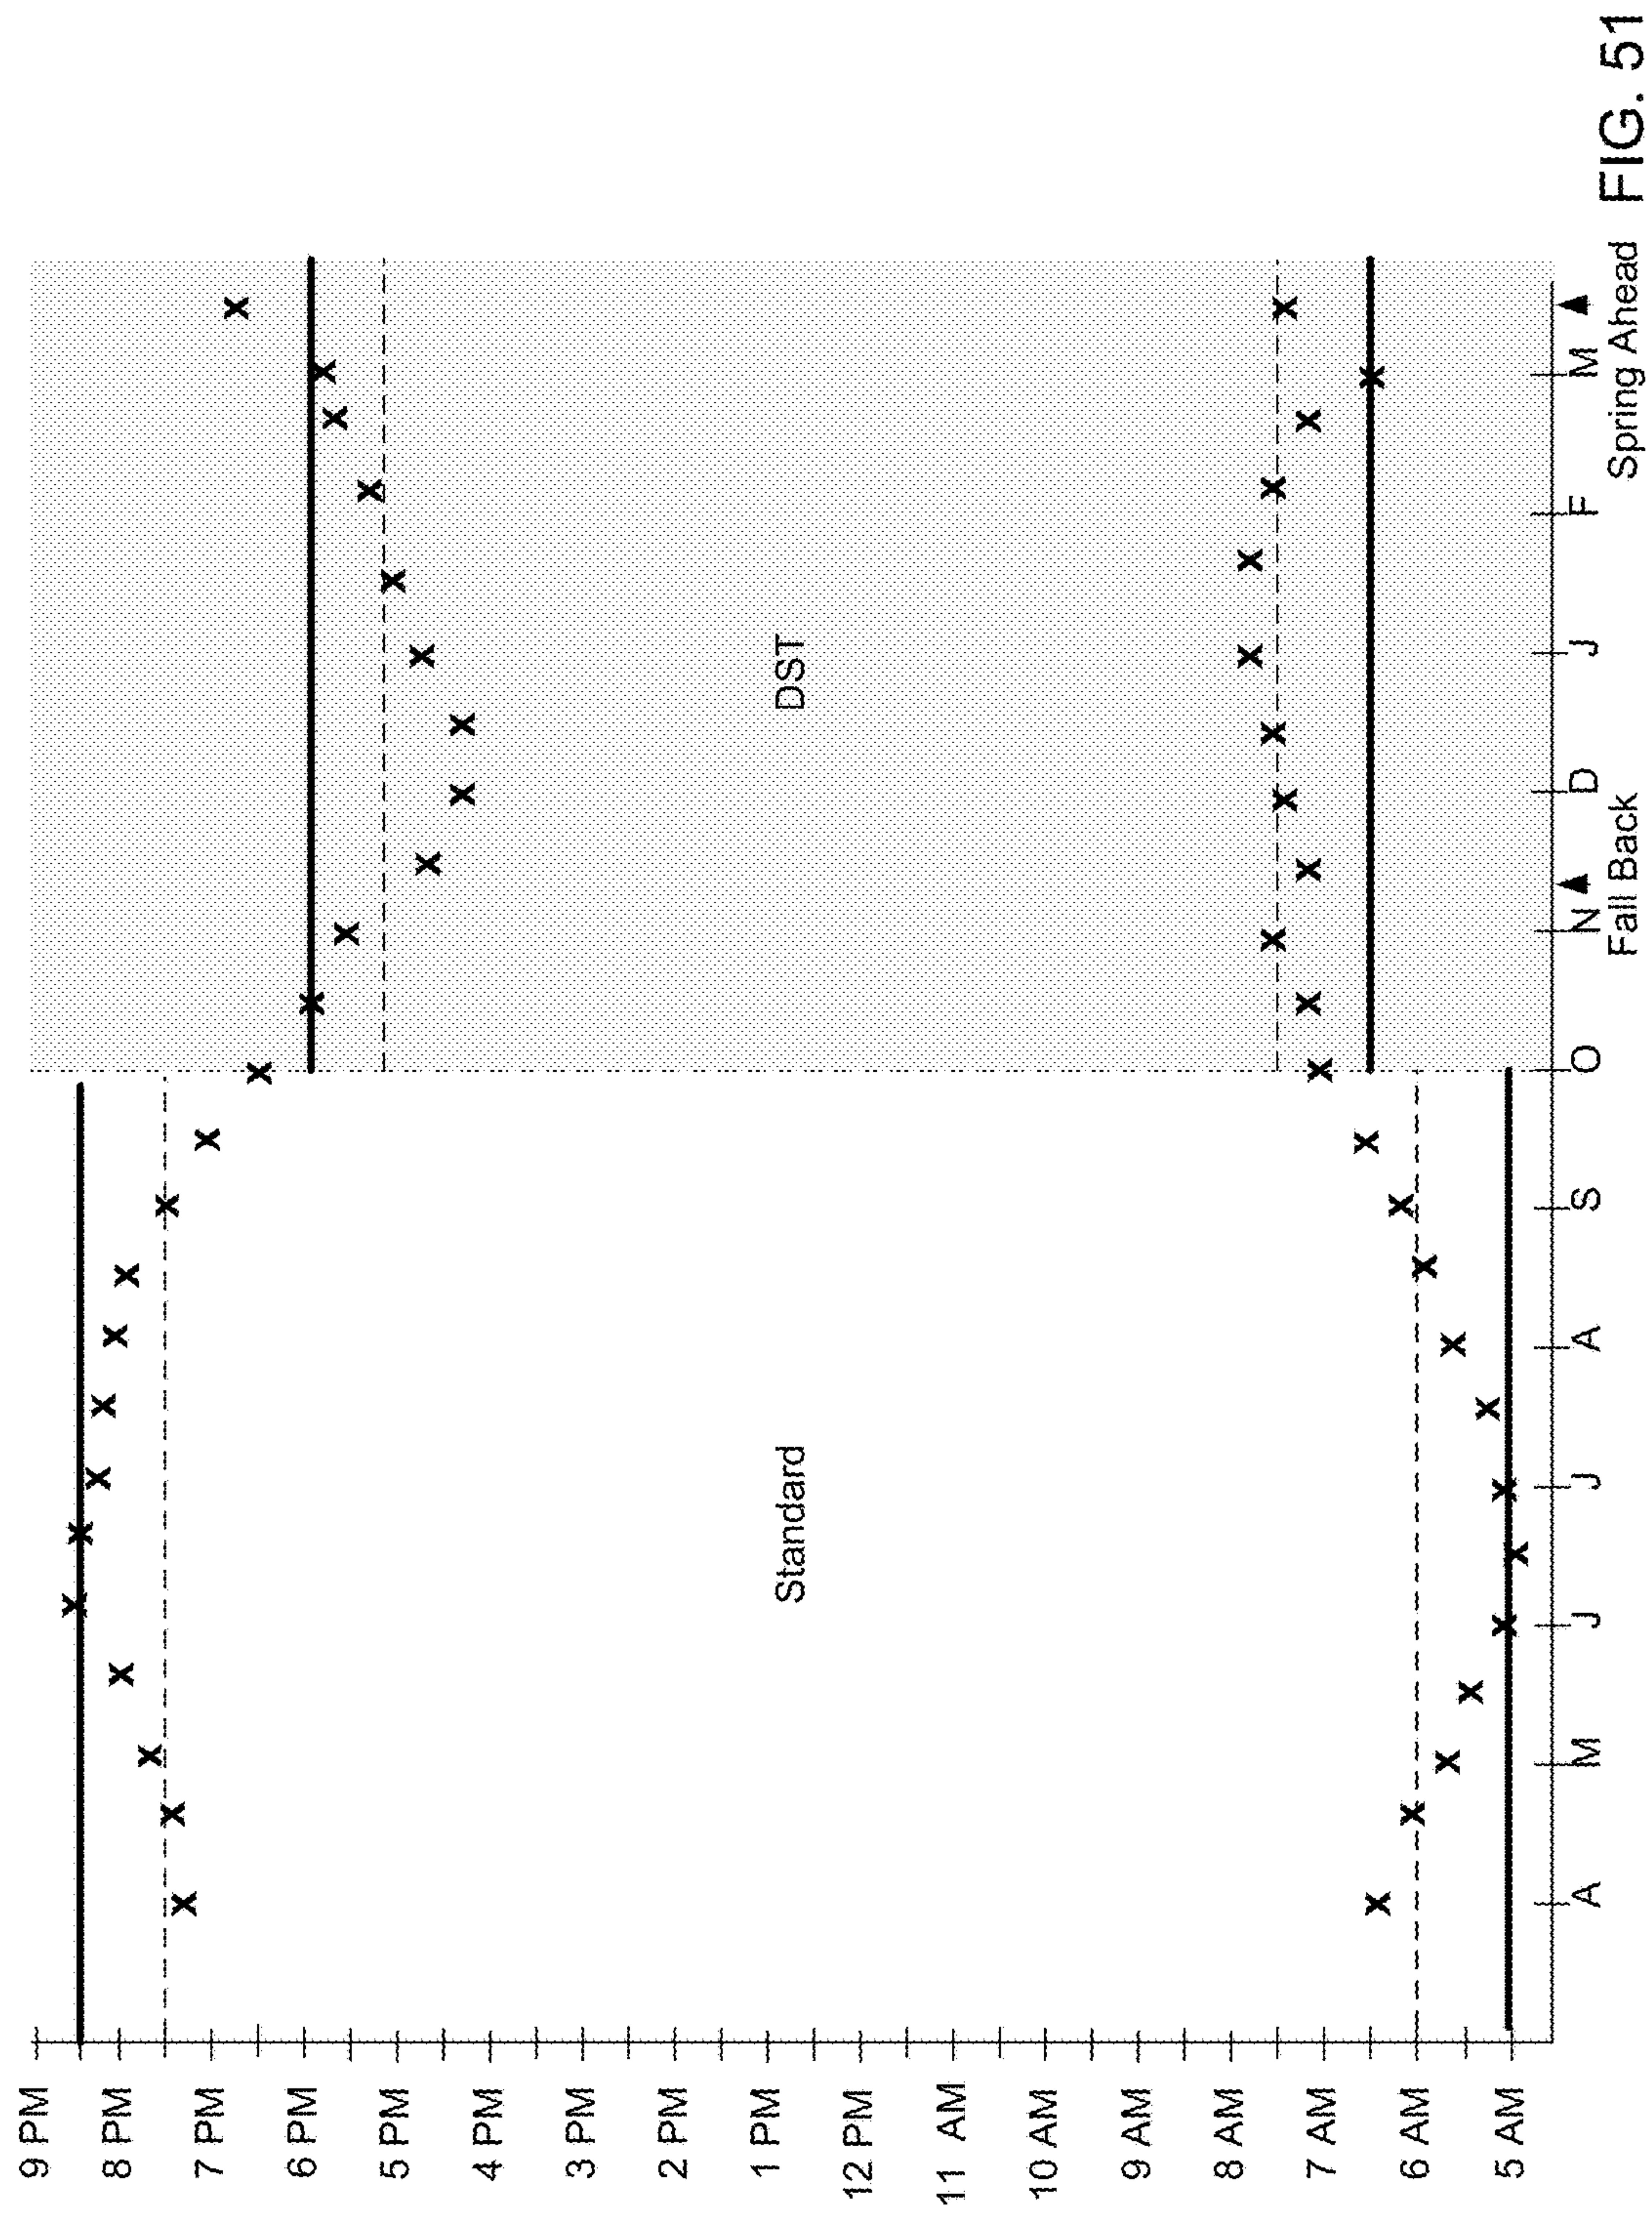 9 PM
8 PM
7 PM
6 PM
5 PM
4 PM
3 PM
2 PM
1 PM
12 PM
11 AM
10 AM
9 AM
8 AM
7 AM
6 AM
5 AM
Standard
DST
A
M
J
J
A
S
O
N
D
J
F
M
Fall Back
Spring Ahead
FIG. 51